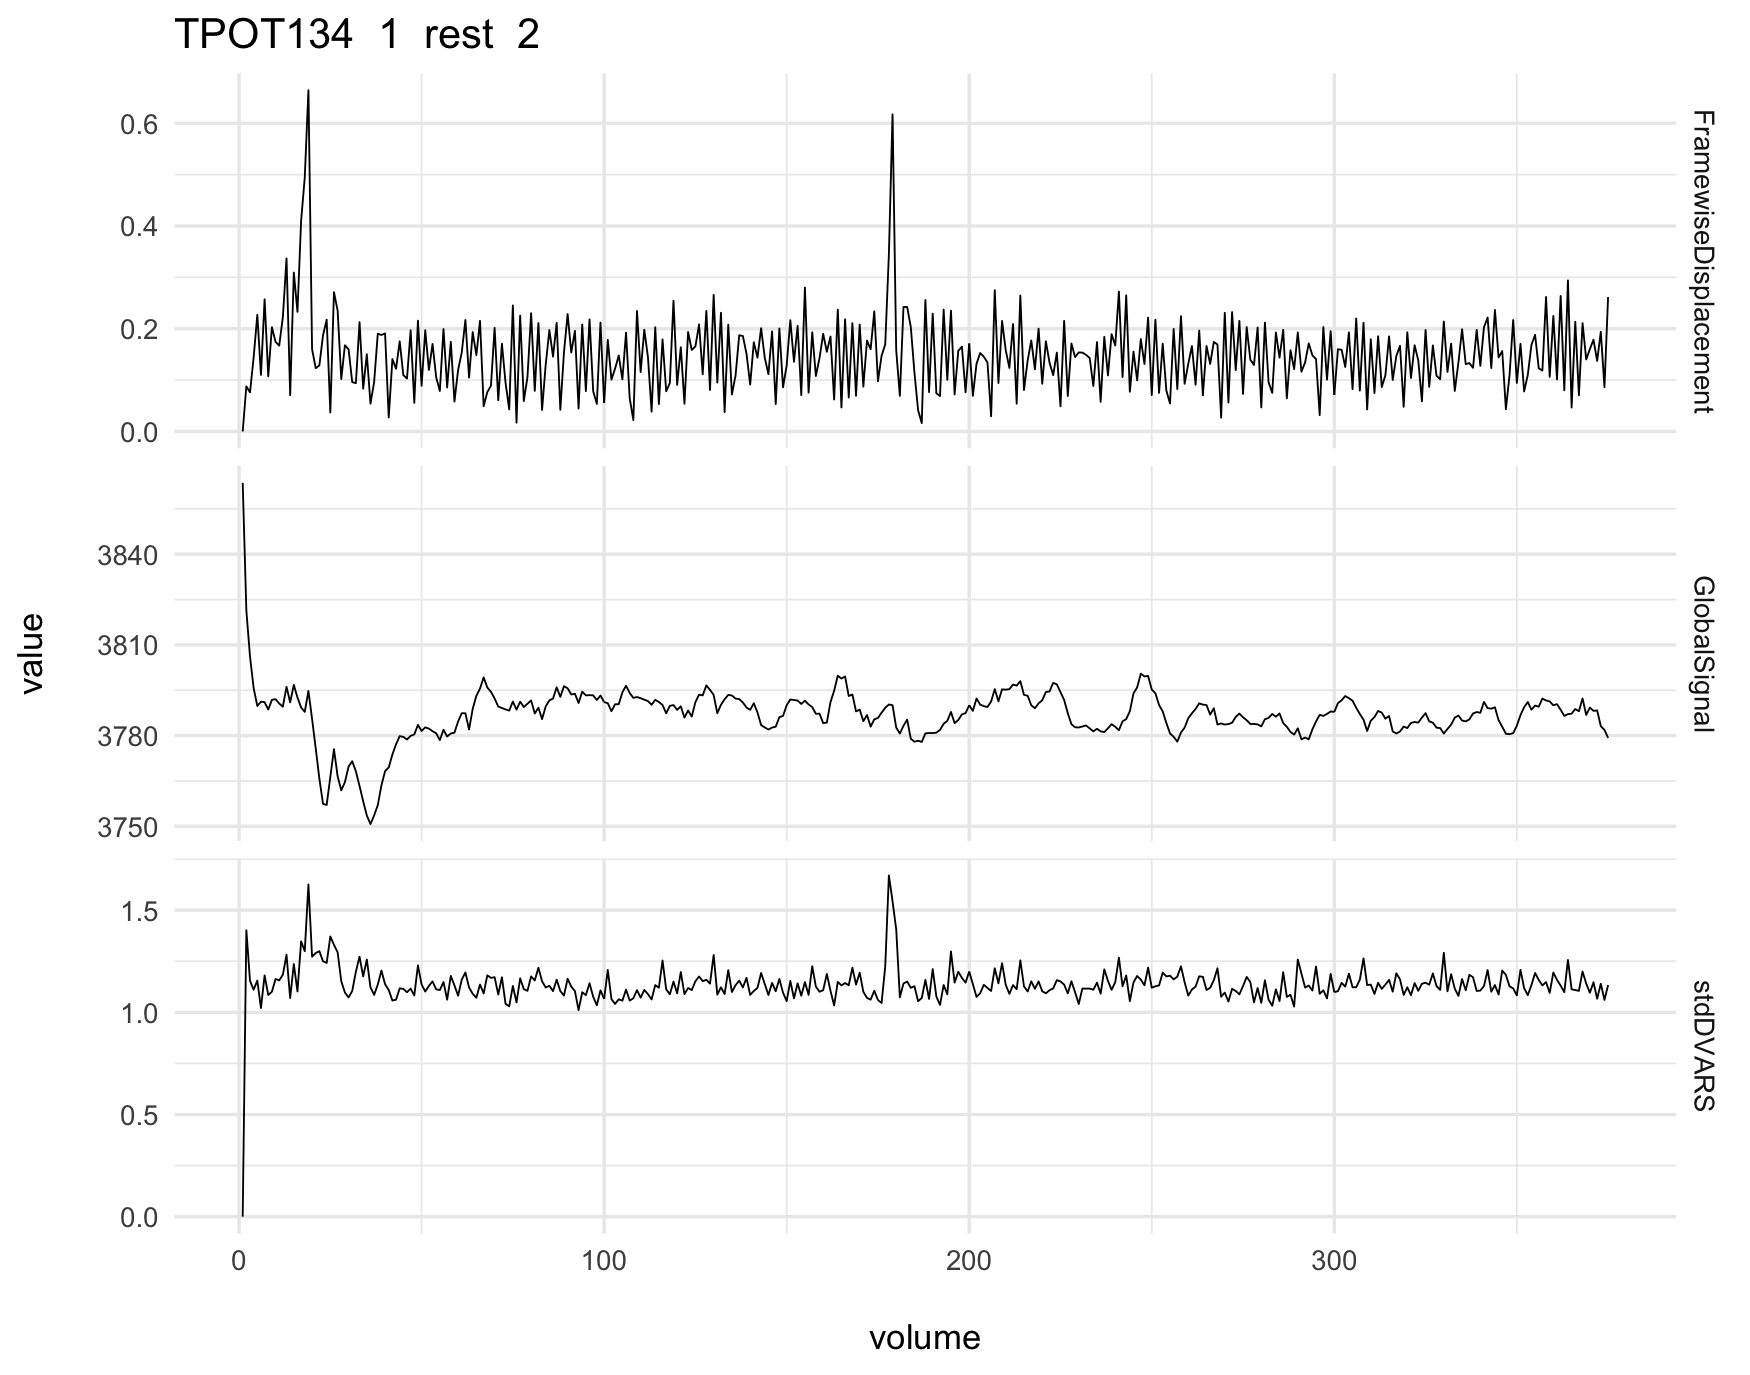 TPOT134 1 rest 2
0.6
0.4
0.2
0.0
FramewiseDisplacement
3840
3810
3780
3750
GlobalSignal
1.5
1.0
0.5
0.0
stdDVARS
value
0 100 200 300
volume